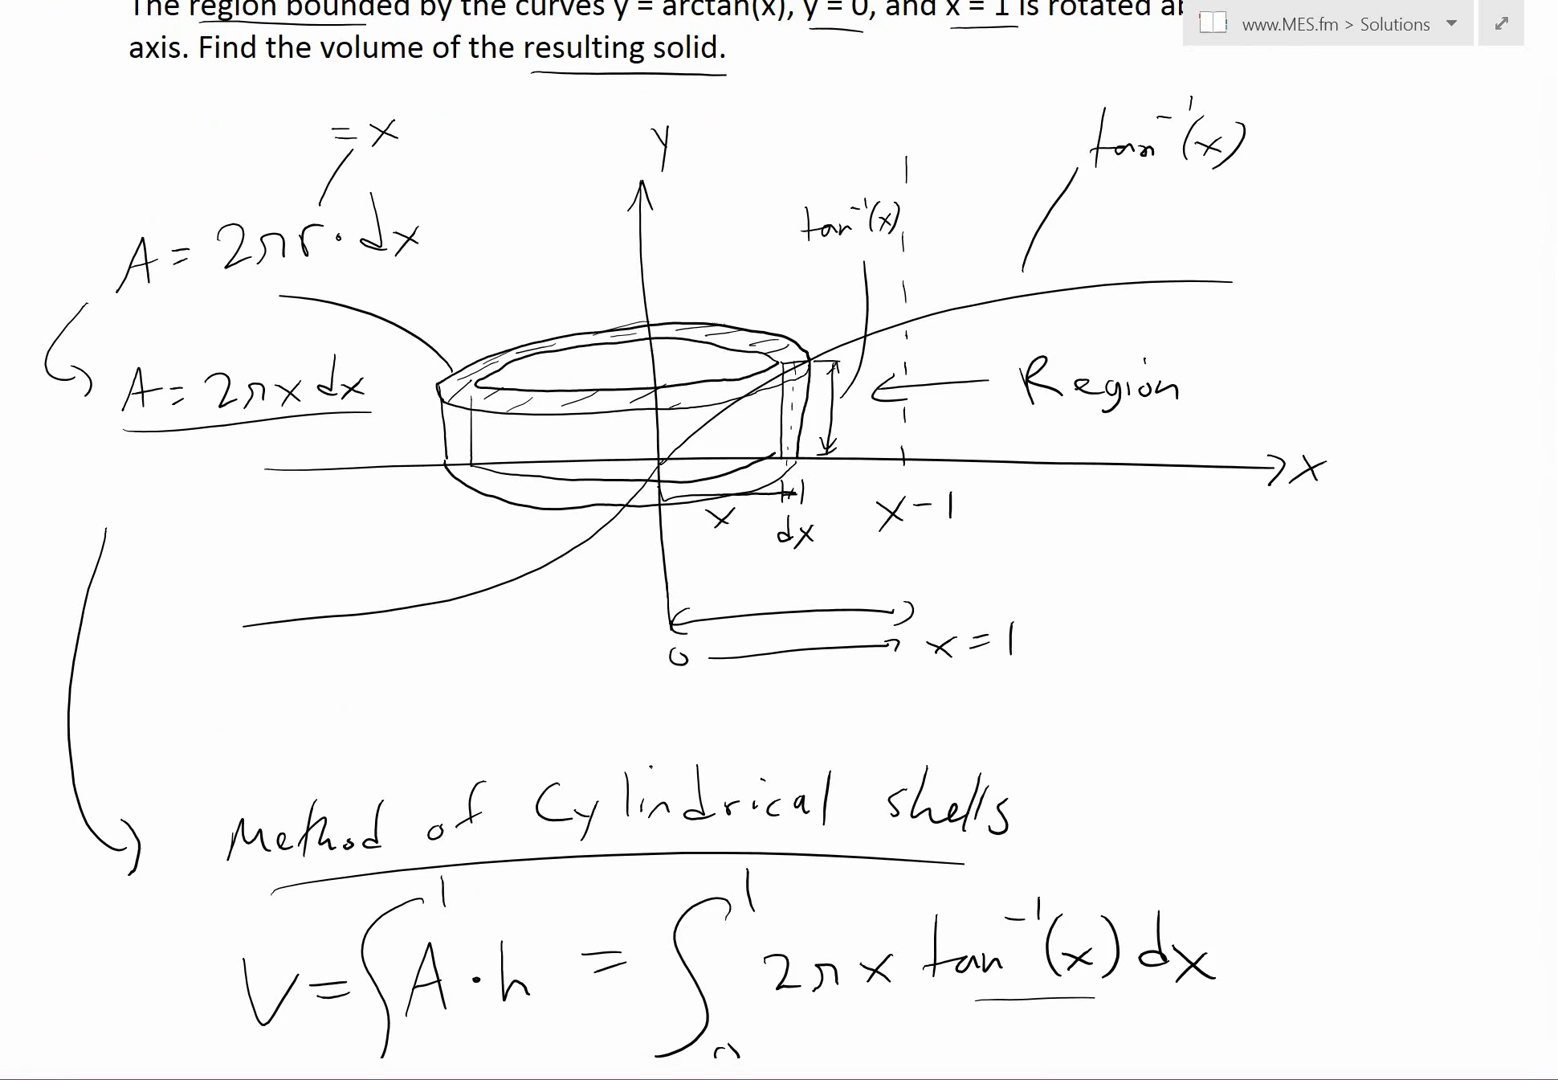 The region bounded by the curves y = arctan(x), y = 0, and x = 1 is rotated
axis. Find the volume of the resulting solid.
www.MES.fm > Solutions
= x
y
tan⁻¹(x)
tan⁻¹(x)
A = 2πr · dx
A = 2πx dx
Region
x
x
dx
x - 1
0
x = 1
Method of Cylindrical shells
V = ∫¹ A · h = ∫₀¹ 2πx tan⁻¹(x) dx